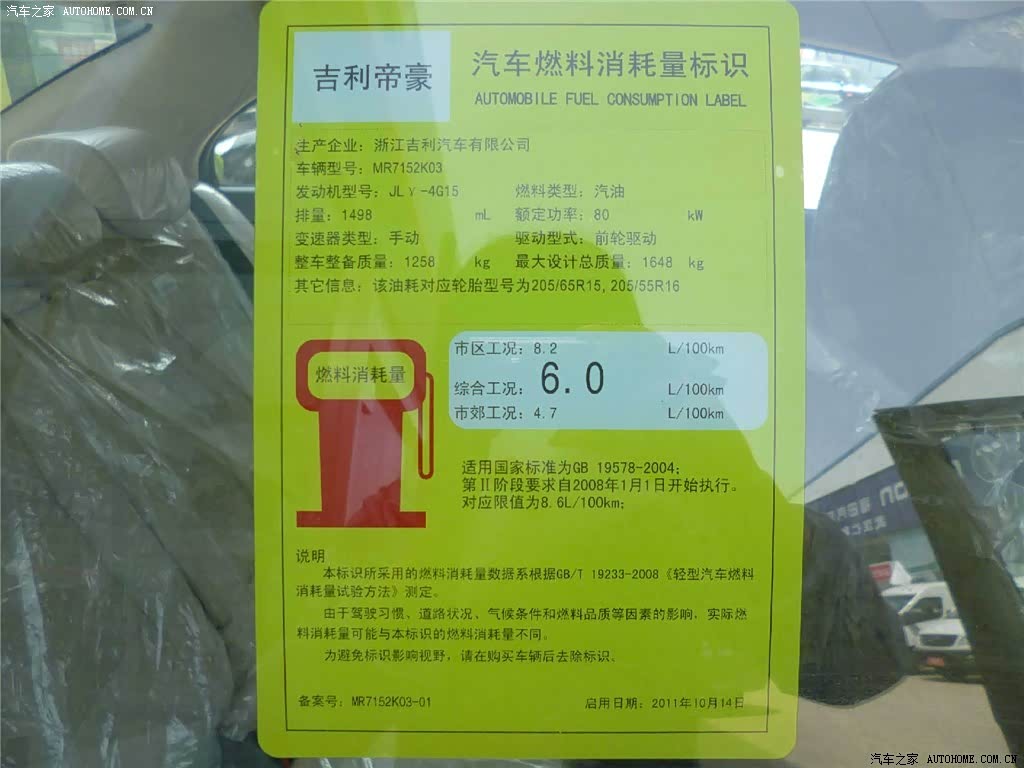 汽车之家 AUTOHOME.COM.CN
吉利帝豪
汽车燃料消耗量标识
AUTOMOBILE FUEL CONSUMPTION LABEL
生产企业：浙江吉利汽车有限公司
车辆型号：MR7152K03
发动机型号：JLγ-4G15 燃料类型：汽油
排量：1498 mL 额定功率：80 kW
变速器类型：手动 驱动型式：前轮驱动
整车整备质量：1258 kg 最大设计总质量：1648 kg
其它信息：该油耗对应轮胎型号为205/65R15,205/55R16
燃料消耗量
市区工况：8.2 L/100km
综合工况：6.0 L/100km
市郊工况：4.7 L/100km
适用国家标准为GB 19578-2004;
第Ⅱ阶段要求自2008年1月1日开始执行。
对应限值为8.6L/100km;
说明
本标识所采用的燃料消耗量数据系根据GB/T 19233-2008《轻型汽车燃料
消耗量试验方法》测定。
由于驾驶习惯、道路状况、气候条件和燃料品质等因素的影响，实际燃
料消耗量可能与本标识的燃料消耗量不同。
为避免标识影响视野，请在购买车辆后去除标识。
备案号：MR7152K03-01 启用日期：2011年10月14日
汽车之家 AUTOHOME.COM.CN